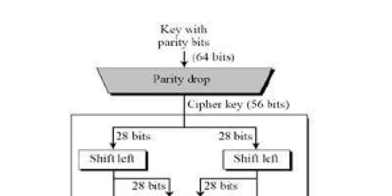 Key with
parity bits
(64 bits)
Parity drop
Cipher key (56 bits)
28 bits 28 bits
Shift left Shift left
28 bits 28 bits